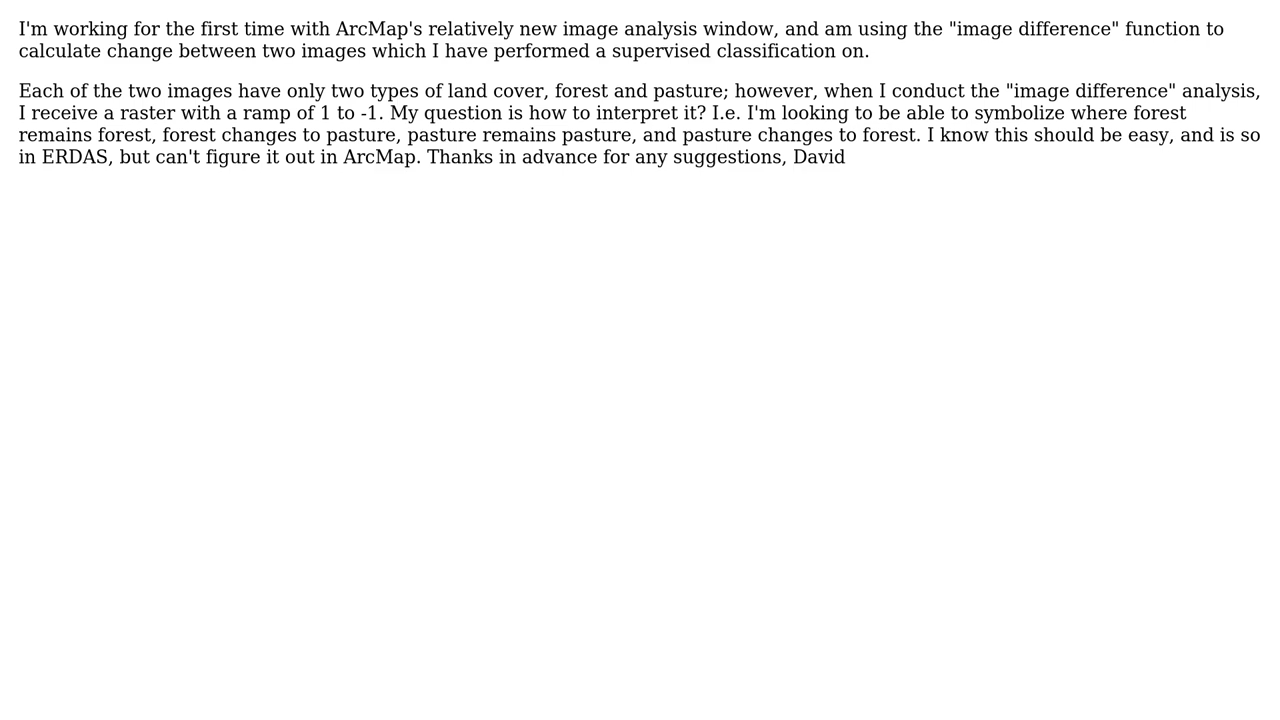 I'm working for the first time with ArcMap's relatively new image analysis window, and am using the "image difference" function to
calculate change between two images which I have performed a supervised classification on.
Each of the two images have only two types of land cover, forest and pasture; however, when I conduct the "image difference" analysis,
I receive a raster with a ramp of 1 to -1. My question is how to interpret it? I.e. I'm looking to be able to symbolize where forest
remains forest, forest changes to pasture, pasture remains pasture, and pasture changes to forest. I know this should be easy, and is so
in ERDAS, but can't figure it out in ArcMap. Thanks in advance for any suggestions, David